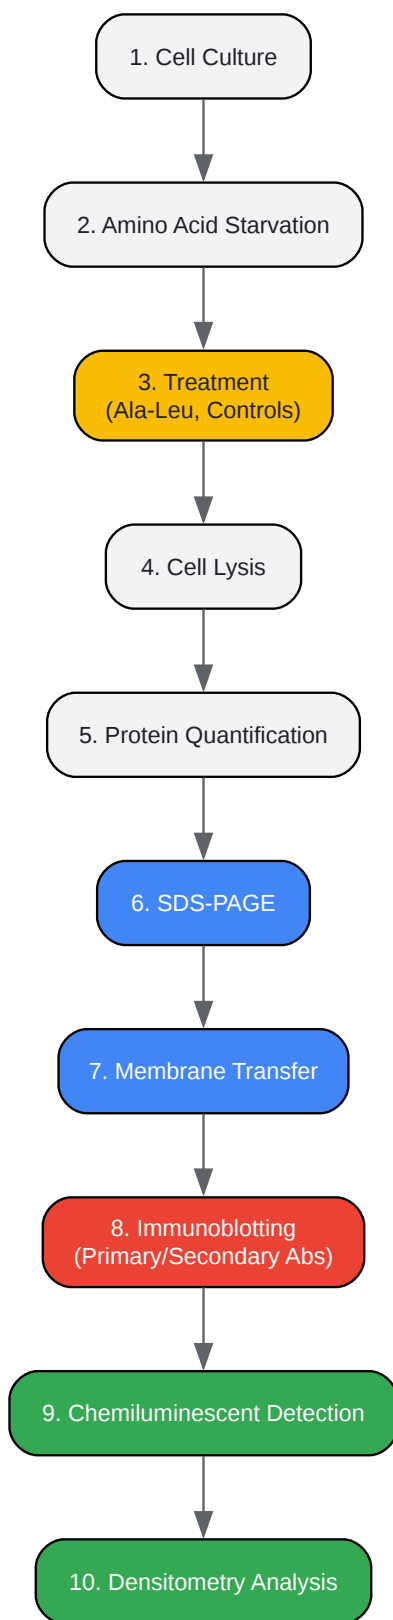 1. Cell Culture
2. Amino Acid Starvation
3. Treatment
(Ala-Leu, Controls)
4. Cell Lysis
5. Protein Quantification
6. SDS-PAGE
7. Membrane Transfer
8. Immunoblotting
(Primary/Secondary Abs)
9. Chemiluminescent Detection
10. Densitometry Analysis